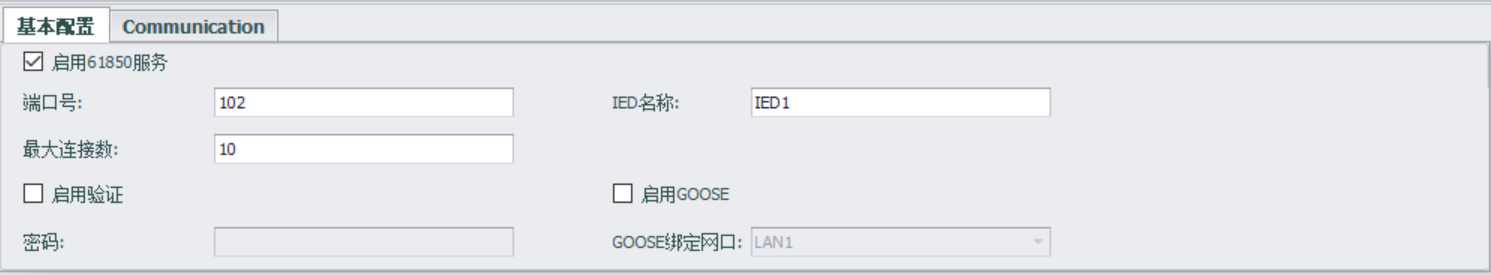 基本配置 Communication
启用61850服务
端口号: 102 IED名称: IED1
最大连接数: 10
启用验证 启用GOOSE
密码: GOOSE绑定网口: LAN1